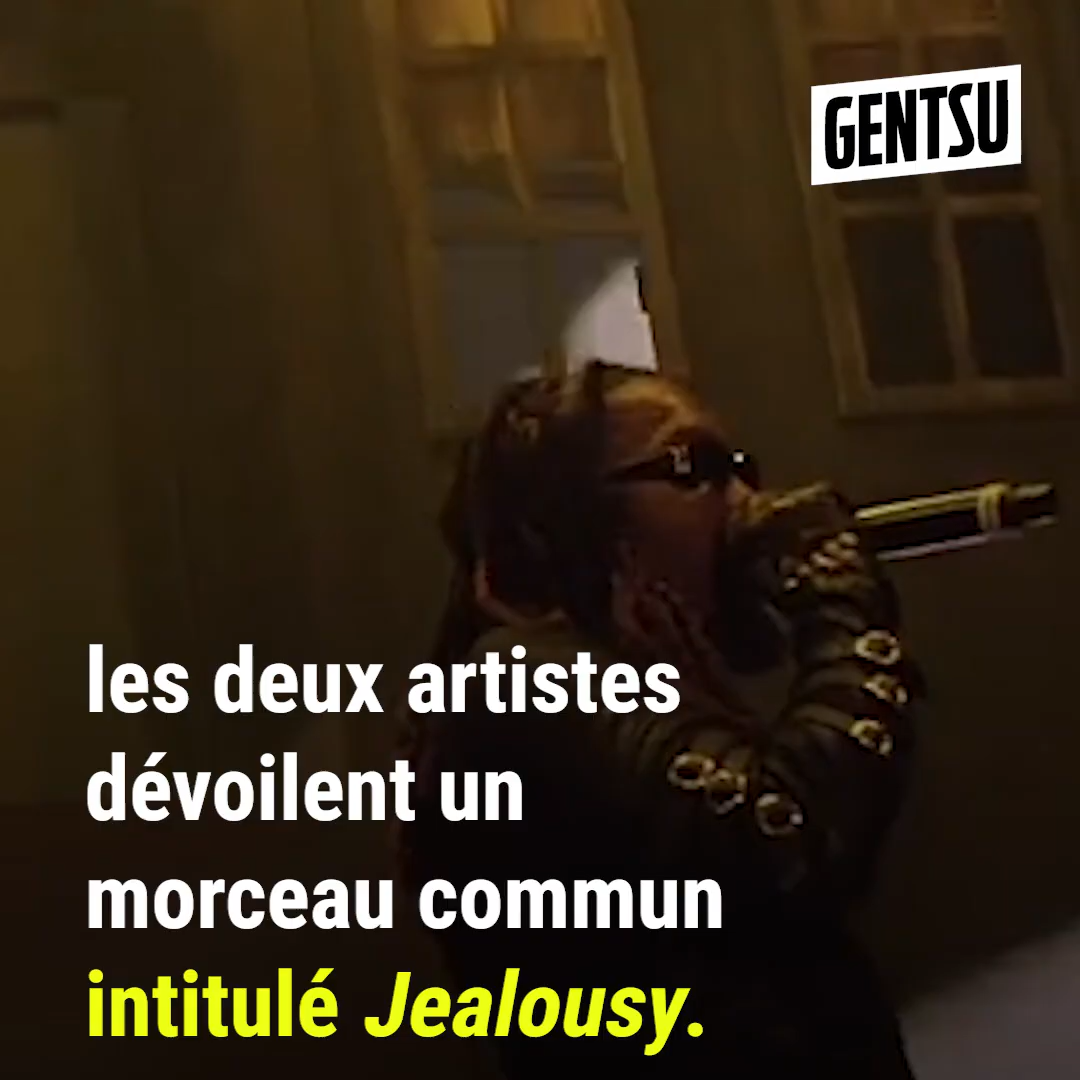 GENTSU
les deux artistes
dévoilent un
morceau commun
intitulé Jealousy.